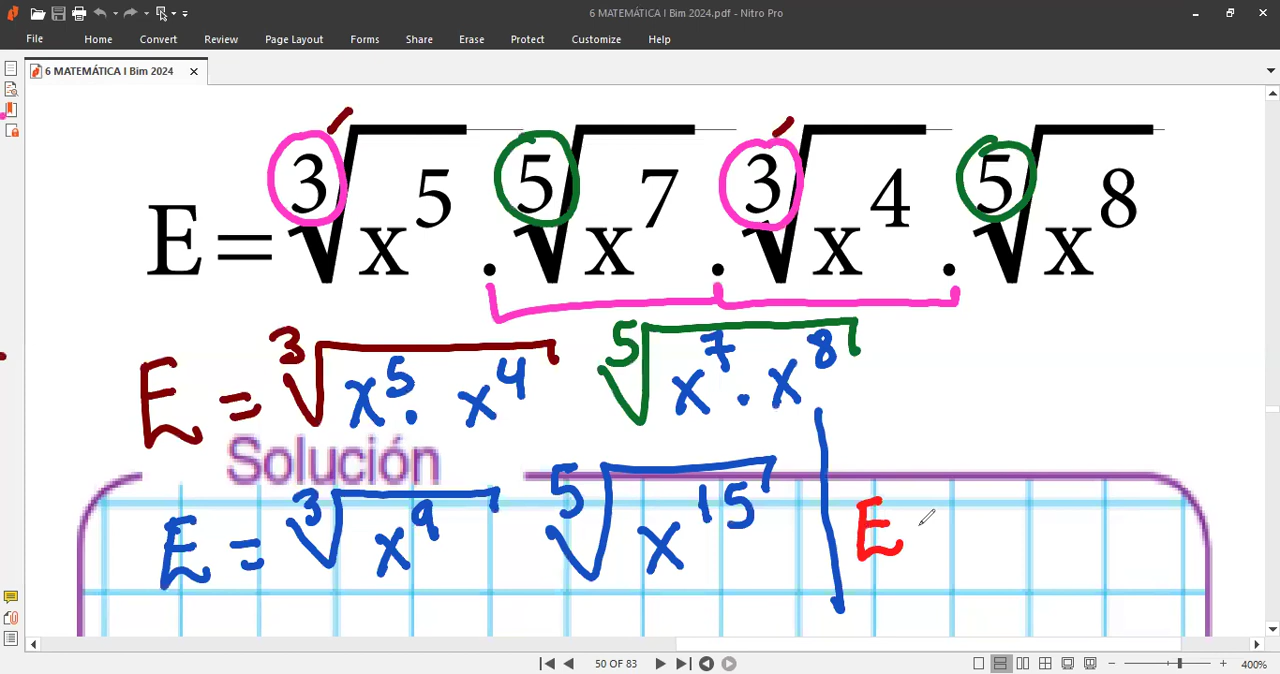 6 MATEMÁTICA I Bim 2024.pdf - Nitro Pro
File Home Convert Review Page Layout Forms Share Erase Protect Customize Help
6 MATEMÁTICA I Bim 2024
E = ∛x⁵ . ⁵√x⁷ . ∛x⁴ . ⁵√x⁸
E = ∛x⁵ . x⁴ ⁵√x⁷ . x⁸
Solución
E = ∛x⁹ ⁵√x¹⁵ E
50 OF 83 400%